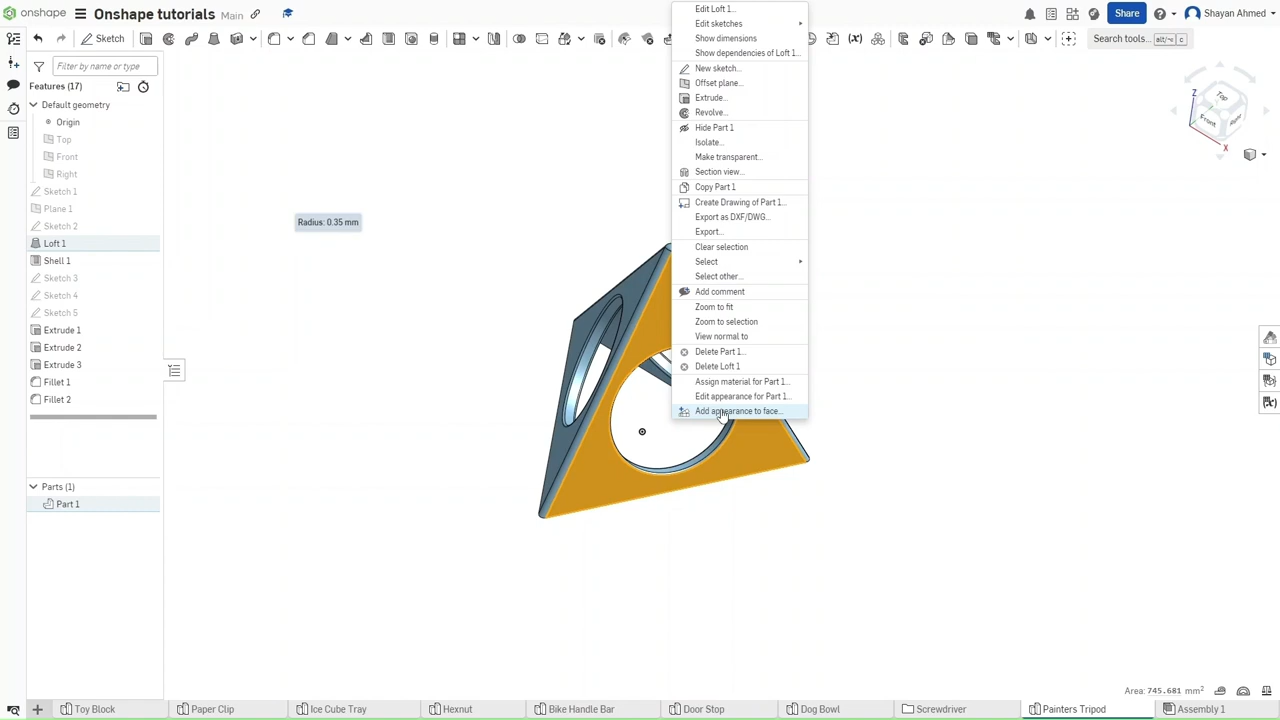 onshape
Onshape tutorials Main
Share
Shayan Ahmed
Sketch
Search tools... alt/⌥ c
Filter by name or type
Features (17)
Default geometry
Origin
Top
Front
Right
Sketch 1
Plane 1
Sketch 2
Loft 1
Shell 1
Sketch 3
Sketch 4
Sketch 5
Extrude 1
Extrude 2
Extrude 3
Fillet 1
Fillet 2
Parts (1)
Part 1
Radius: 0.35 mm
Edit Loft 1...
Edit sketches
Show dimensions
Show dependencies of Loft 1...
New sketch...
Offset plane...
Extrude...
Revolve...
Hide Part 1
Isolate...
Make transparent...
Section view...
Copy Part 1
Create Drawing of Part 1...
Export as DXF/DWG...
Export...
Clear selection
Select
Select other...
Add comment
Zoom to fit
Zoom to selection
View normal to
Delete Part 1...
Delete Loft 1
Assign material for Part 1...
Edit appearance for Part 1...
Add appearance to face...
Z
Top
Front
Right
X
Area: 745.681 mm²
Toy Block
Paper Clip
Ice Cube Tray
Hexnut
Bike Handle Bar
Door Stop
Dog Bowl
Screwdriver
Painters Tripod
Assembly 1